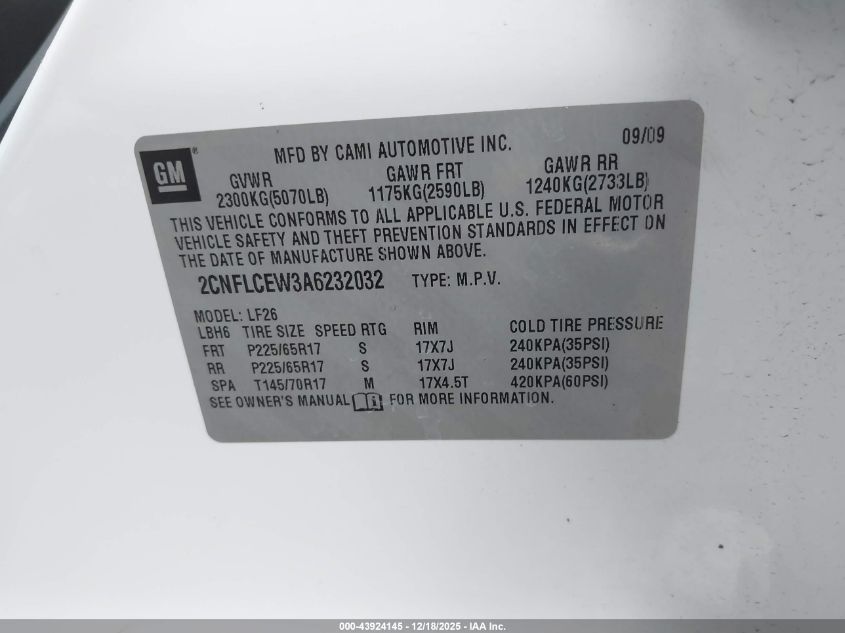 GM ® MFD BY CAMI AUTOMOTIVE INC. 09/09
GVWR GAWR FRT GAWR RR
2300KG(5070LB) 1175KG(2590LB) 1240KG(2733LB)
THIS VEHICLE CONFORMS TO ALL APPLICABLE U.S. FEDERAL MOTOR
VEHICLE SAFETY AND THEFT PREVENTION STANDARDS IN EFFECT ON
THE DATE OF MANUFACTURE SHOWN ABOVE.
2CNFLCEW3A6232032 TYPE: M.P.V.
MODEL: LF26
LBH6 TIRE SIZE SPEED RTG RIM COLD TIRE PRESSURE
FRT P225/65R17 S 17X7J 240KPA(35PSI)
RR P225/65R17 S 17X7J 240KPA(35PSI)
SPA T145/70R17 M 17X4.5T 420KPA(60PSI)
SEE OWNER'S MANUAL FOR MORE INFORMATION.
000-43924145 - 12/18/2025 - IAA Inc.